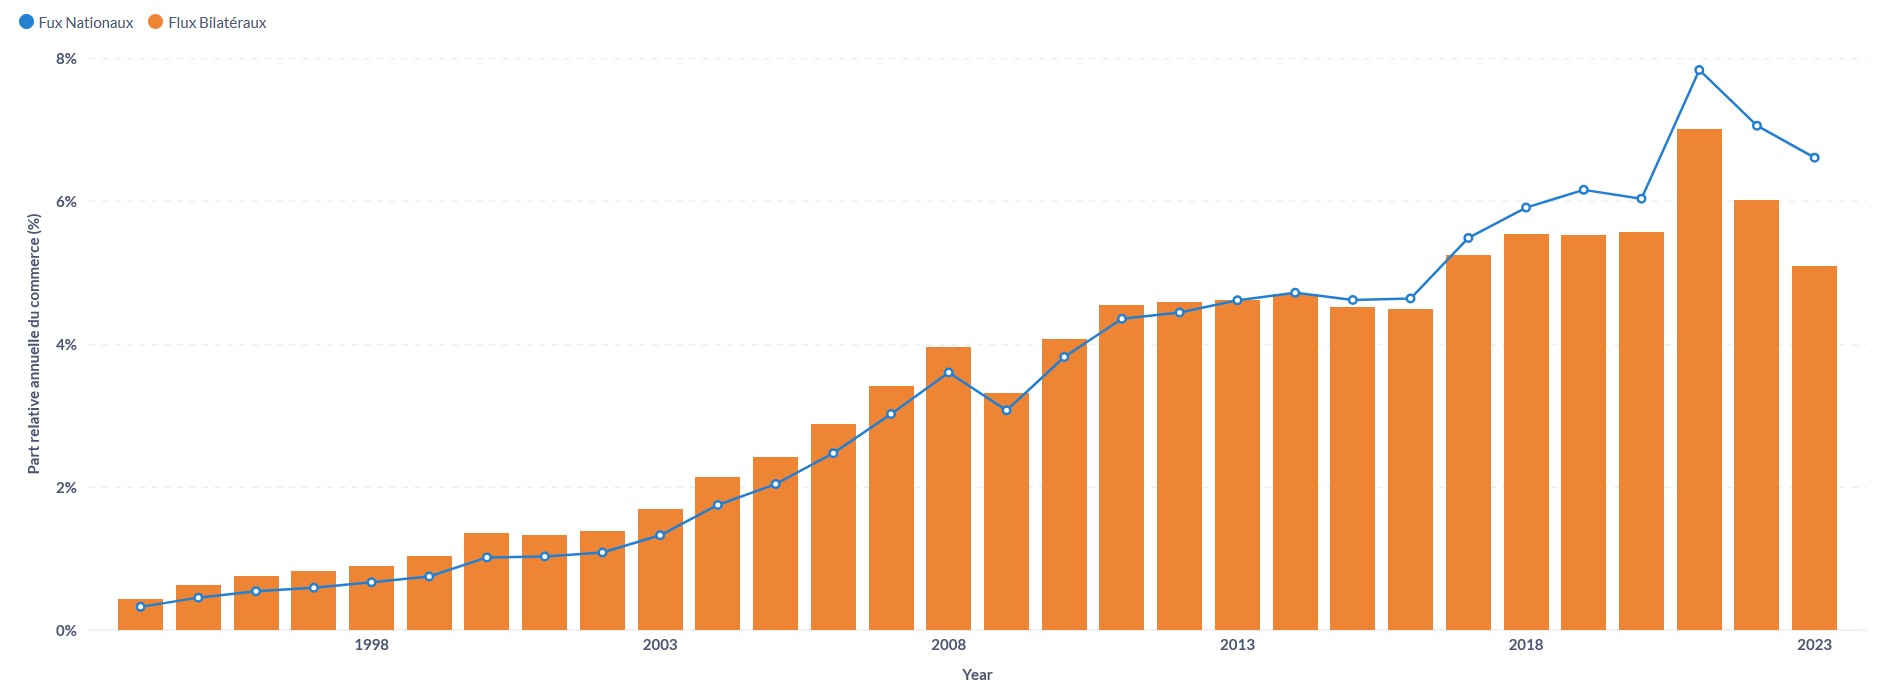 Fux Nationaux Flux Bilatéraux
8%
6%
4%
2%
0%
Part relative annuelle du commerce (%)
1998 2003 2008 2013 2018 2023
Year